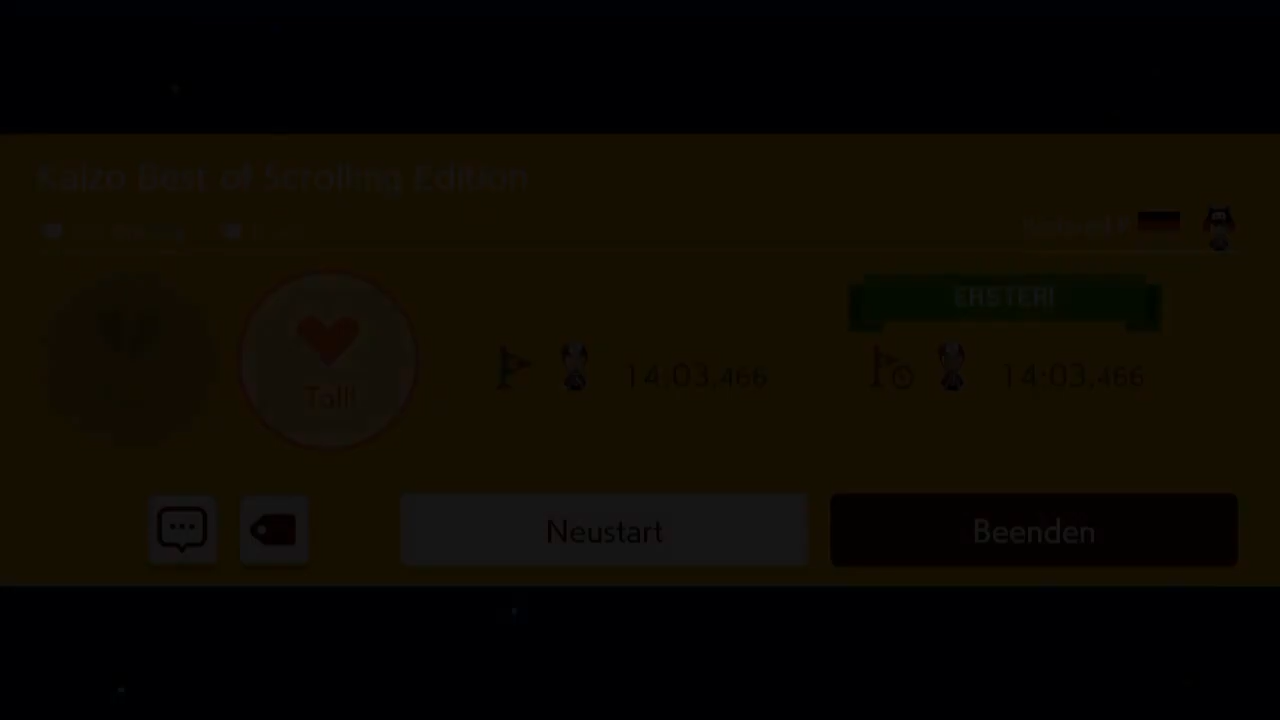 Kaizo Best of Scrolling Edition
ERSTER!
14:03.466
14:03.466
Toll!
Neustart
Beenden